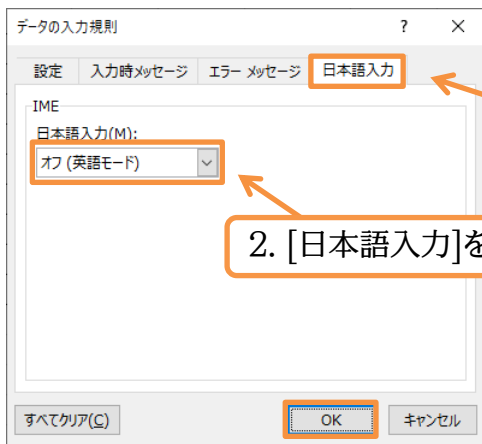 データの入力規則 ? ×
設定 入力時メッセージ エラー メッセージ 日本語入力
IME
日本語入力(M):
オフ (英語モード)
2. [日本語入力]を
すべてクリア(C) OK キャンセル